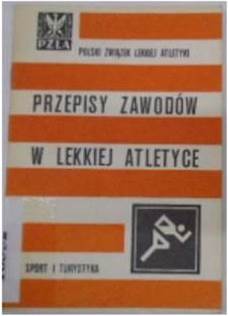 PZLA
POLSKI ZWIĄZEK LEKKIEJ ATLETYKI
PRZEPISY ZAWODÓW
W LEKKIEJ ATLETYCE
SPORT I TURYSTYKA